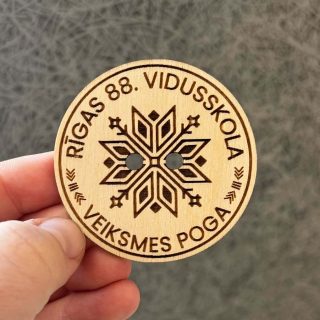 RĪGAS 88. VIDUSSKOLA
VEIKSMES POGA